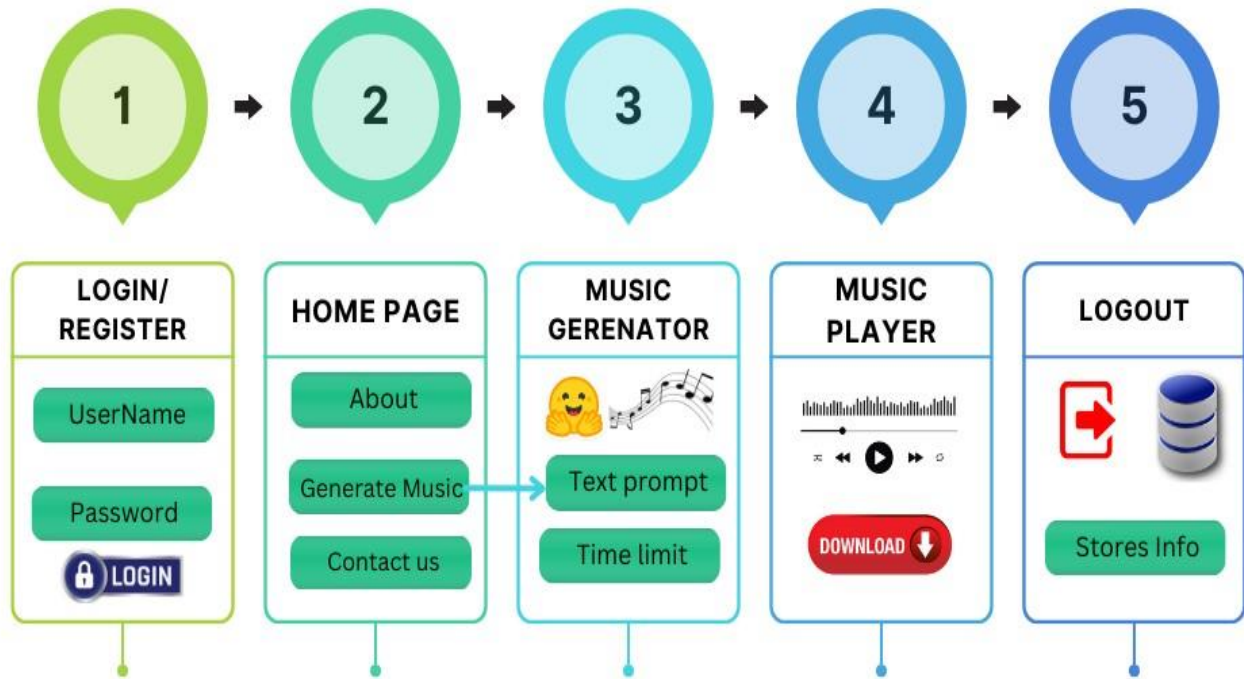 1
2
3
4
5
LOGIN/
REGISTER
UserName
Password
LOGIN
HOME PAGE
About
Generate Music
Contact us
MUSIC
GERENATOR
Text prompt
Time limit
MUSIC
PLAYER
DOWNLOAD
LOGOUT
Stores Info